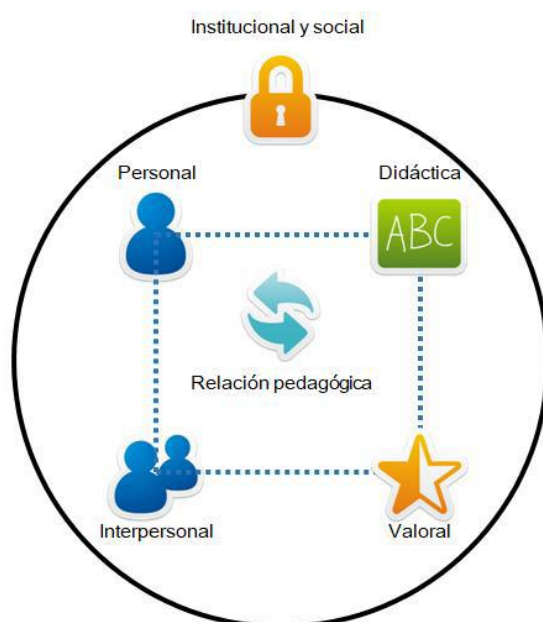 Institucional y social
Personal
Didáctica
ABC
Relación pedagógica
Interpersonal
Valoral